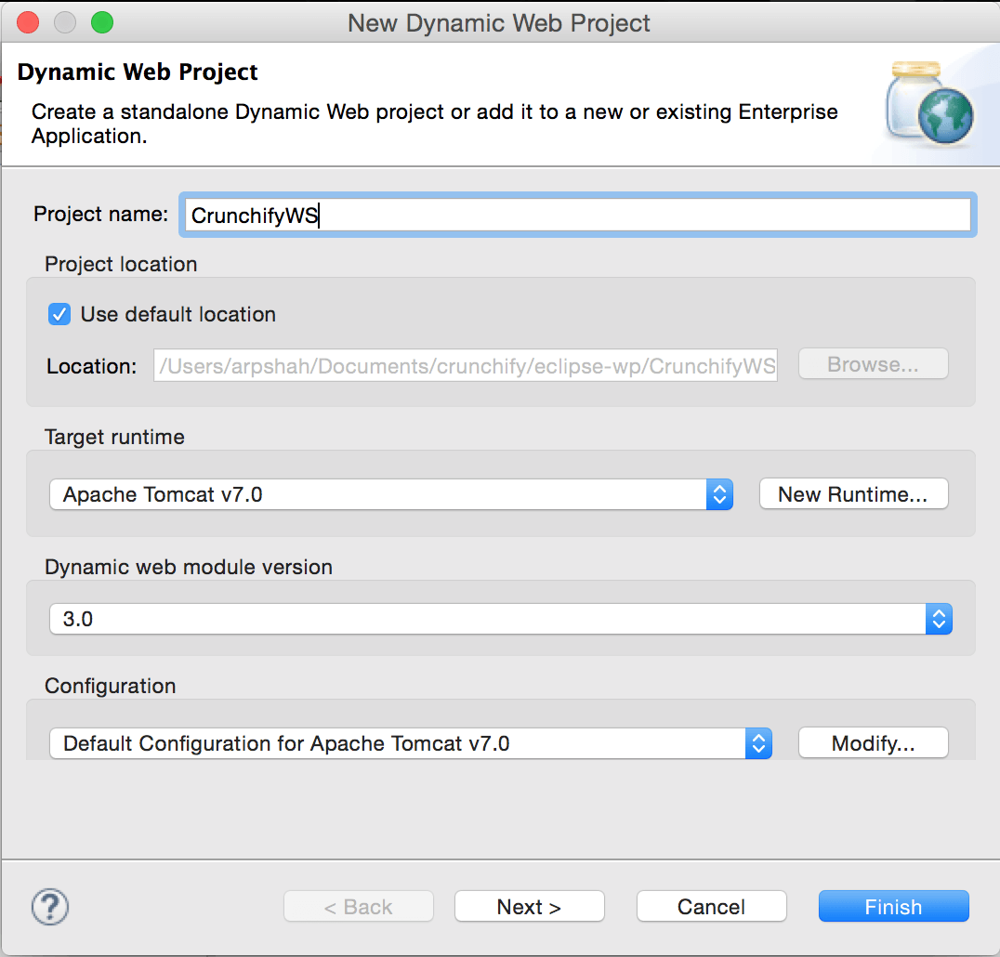 New Dynamic Web Project
Dynamic Web Project
Create a standalone Dynamic Web project or add it to a new or existing Enterprise
Application.
Project name: CrunchifyWS
Project location
Use default location
Location: /Users/arpshah/Documents/crunchify/eclipse-wp/CrunchifyWS Browse...
Target runtime
Apache Tomcat v7.0 New Runtime...
Dynamic web module version
3.0
Configuration
Default Configuration for Apache Tomcat v7.0 Modify...
? < Back Next > Cancel Finish